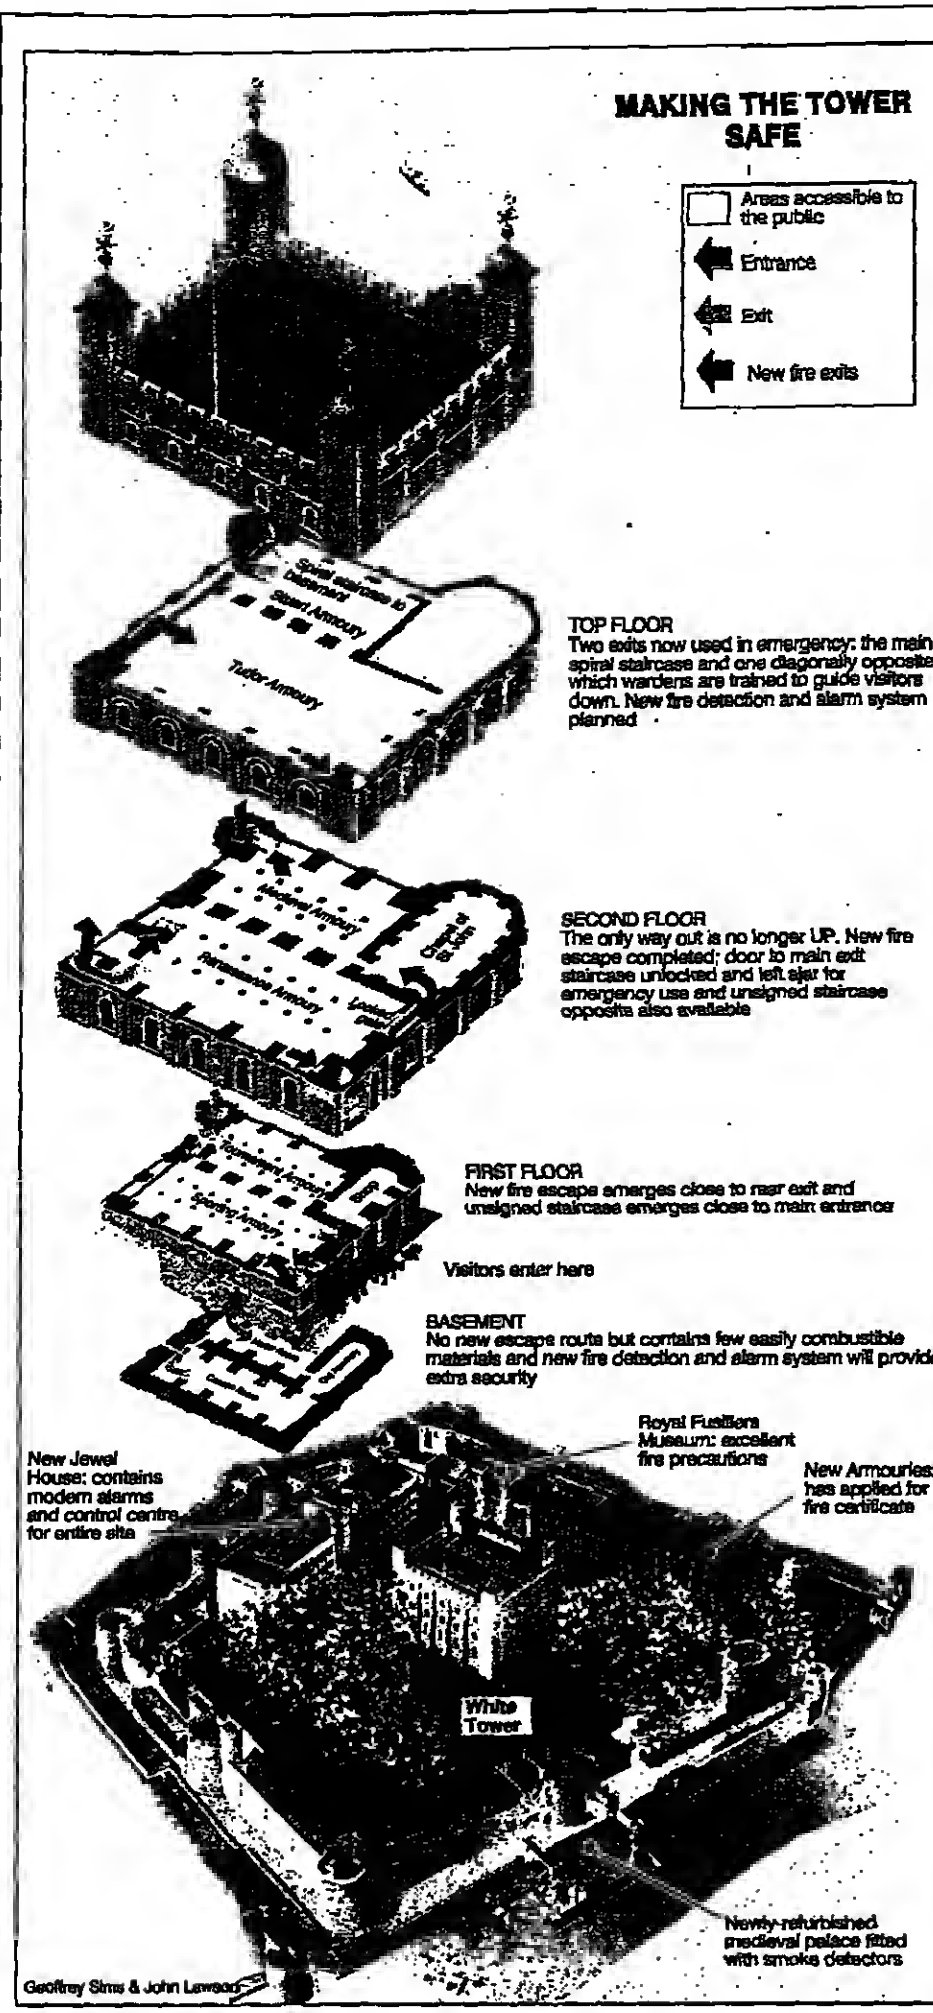 MAKING THE TOWER
SAFE
Areas accessible to
the public
Entrance
Exit
New fire exits
Spiral staircase to
basement
Stuart Armoury
Tudor Armoury
TOP FLOOR
Two exits now used in emergency: the main
spiral staircase and one diagonally opposite
which wardens are trained to guide visitors
down. New fire detection and alarm system
planned
Medieval Armoury
Renaissance Armoury
Chapel of
St John
Locked
Door
SECOND FLOOR
The only way out is no longer UP. New fire
escape completed; door to main exit
staircase unlocked and left ajar for
emergency use and unsigned staircase
opposite also available
Tournament Armoury
Sporting Armoury
Shop
FIRST FLOOR
New fire escape emerges close to rear exit and
unsigned staircase emerges close to main entrance
Visitors enter here
BASEMENT
No new escape route but contains few easily combustible
materials and new fire detection and alarm system will provide
extra security
New Jewel
House: contains
modern alarms
and control centre
for entire site
Royal Fusiliers
Museum: excellent
fire precautions
New Armouries:
has applied for
fire certificate
White
Tower
Newly-refurbished
medieval palace fitted
with smoke detectors
Geoffrey Sims & John Lawson